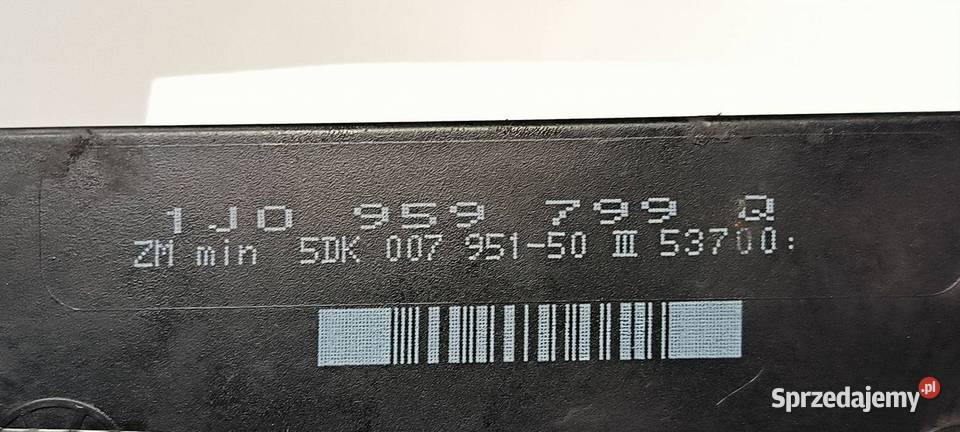 1J0 959 799 Q
ZM min 5DK 007 951-50 III 53700:
Sprzedajemy.pl